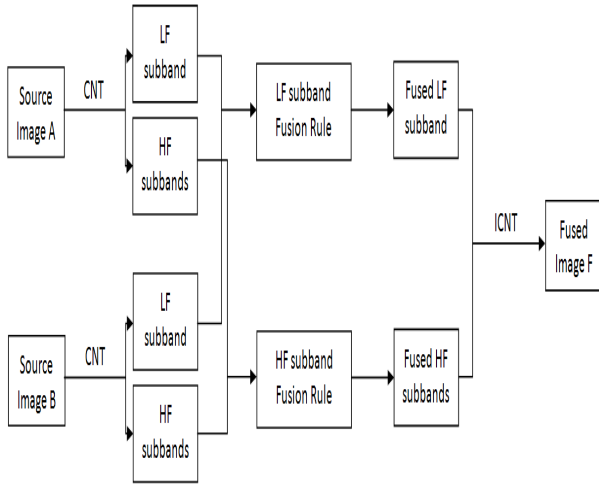 Source
Image A
CNT
LF
subband
HF
subbands
LF subband
Fusion Rule
Fused LF
subband
Source
Image B
CNT
LF
subband
HF
subbands
HF subband
Fusion Rule
Fused HF
subbands
ICNT
Fused
Image F